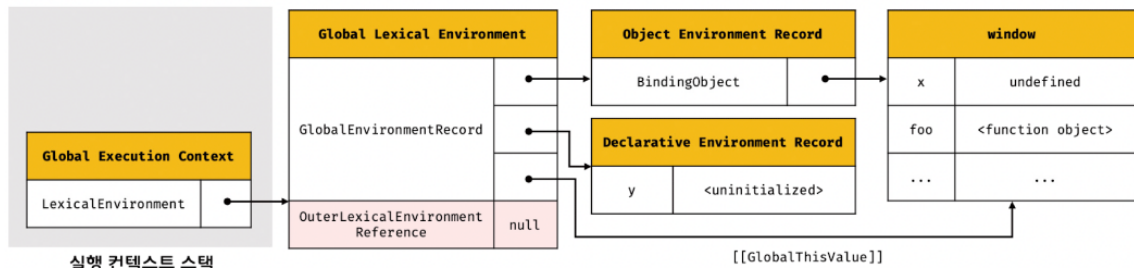 Global Execution Context
LexicalEnvironment
실행 컨텍스트 스택
Global Lexical Environment
GlobalEnvironmentRecord
OuterLexicalEnvironment
Reference
null
Object Environment Record
BindingObject
Declarative Environment Record
y
<uninitialized>
window
x
undefined
foo
<function object>
...
...
[[GlobalThisValue]]